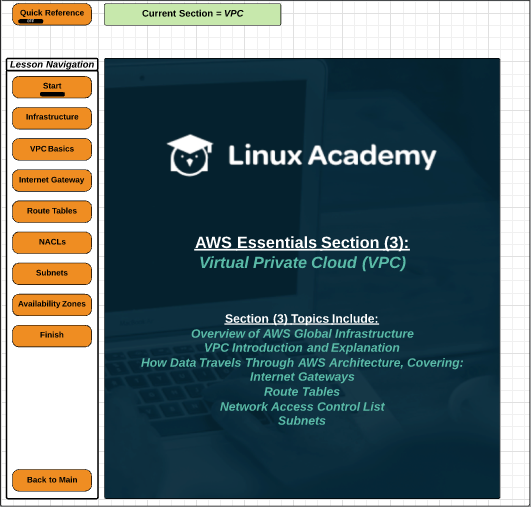 Quick Reference
Current Section = VPC
Lesson Navigation
Start
Infrastructure
VPC Basics
Internet Gateway
Route Tables
NACLs
Subnets
Availability Zones
Finish
Back to Main
Linux Academy
AWS Essentials Section (3):
Virtual Private Cloud (VPC)
Section (3) Topics Include:
Overview of AWS Global Infrastructure
VPC Introduction and Explanation
How Data Travels Through AWS Architecture, Covering:
Internet Gateways
Route Tables
Network Access Control List
Subnets